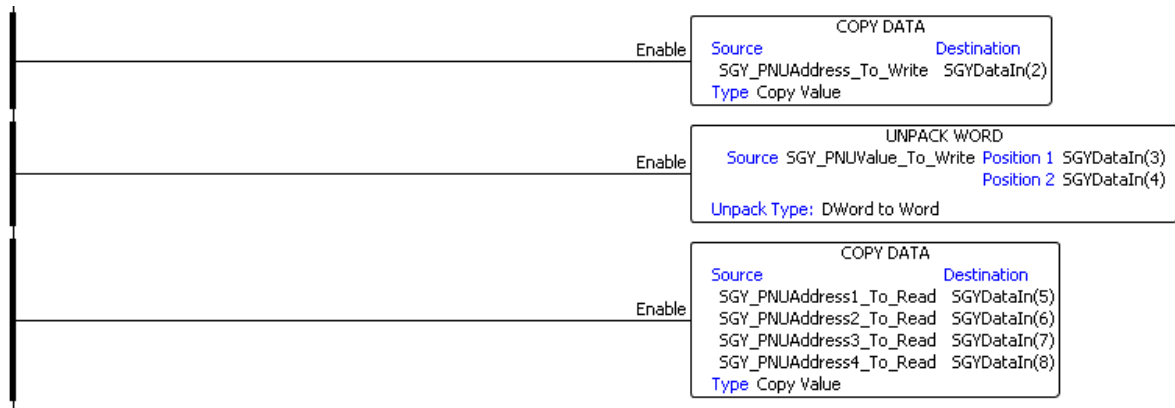 COPY DATA
Enable Source Destination
SGY_PNUAddress_To_Write SGYDataIn(2)
Type Copy Value
UNPACK WORD
Enable Source SGY_PNUValue_To_Write Position 1 SGYDataIn(3)
Position 2 SGYDataIn(4)
Unpack Type: DWord to Word
COPY DATA
Source Destination
SGY_PNUAddress1_To_Read SGYDataIn(5)
Enable SGY_PNUAddress2_To_Read SGYDataIn(6)
SGY_PNUAddress3_To_Read SGYDataIn(7)
SGY_PNUAddress4_To_Read SGYDataIn(8)
Type Copy Value